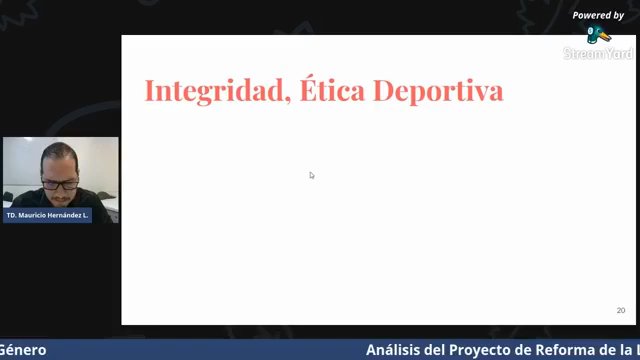 Powered by
StreamYard
Integridad, Ética Deportiva
TD. Mauricio Hernández L.
20
Género
Análisis del Proyecto de Reforma de la L